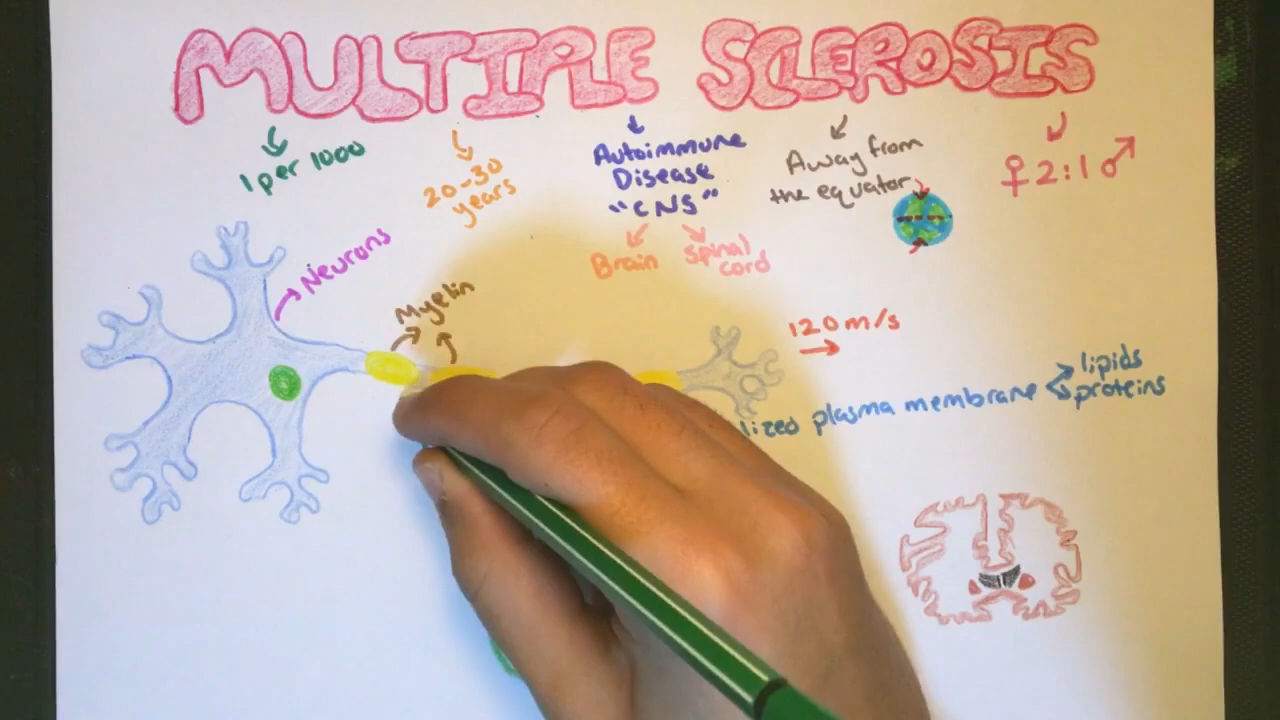 MULTIPLE SCLEROSIS
1 per 1000
20-30
years
Autoimmune
Disease
"CNS"
Brain
Spinal
cord
Away from
the equator
♀ 2:1 ♂
Neurons
Myelin
120 m/s
lized plasma membrane
lipids
proteins